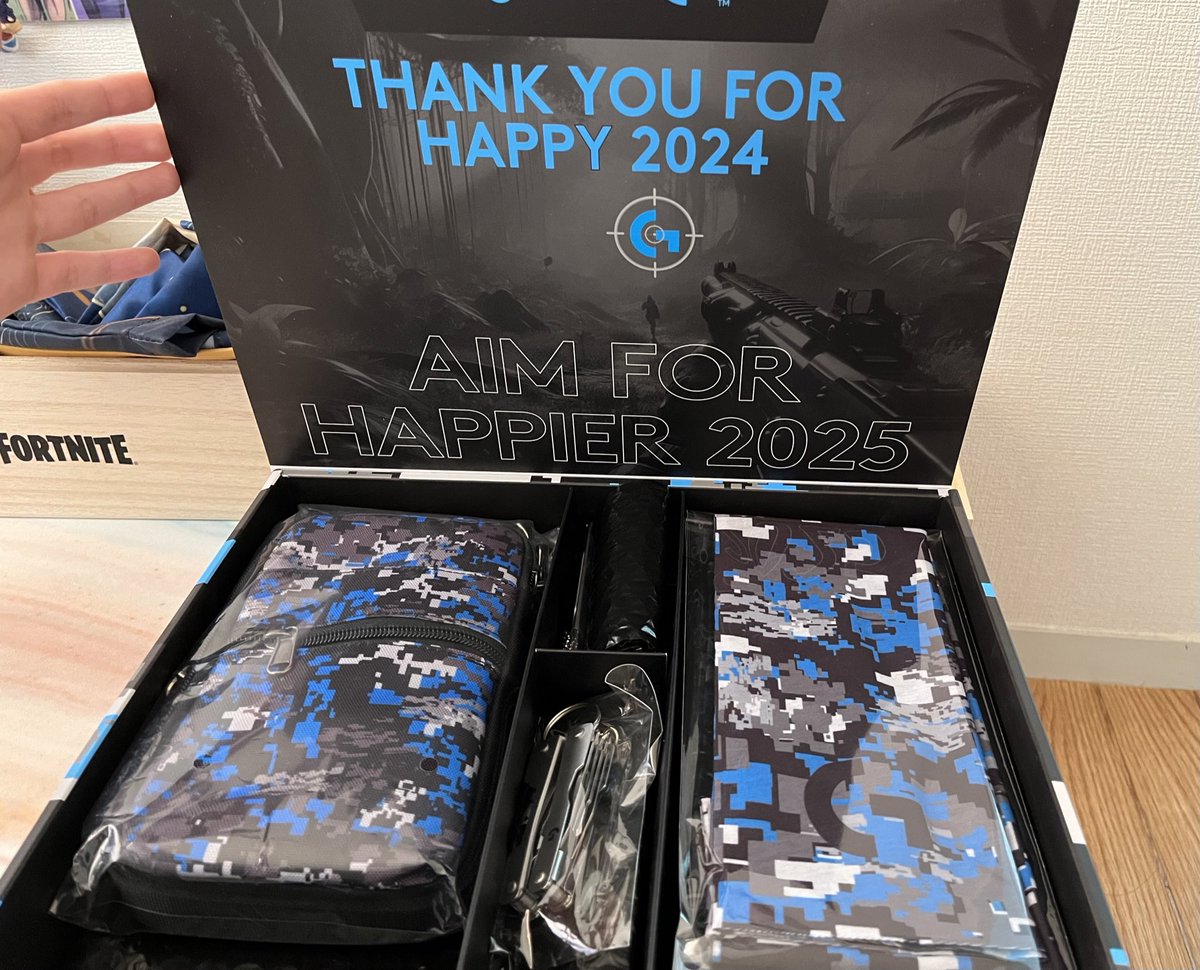 THANK YOU FOR
HAPPY 2024
AIM FOR
HAPPIER 2025
FORTNITE